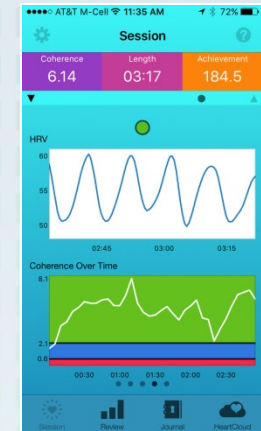 AT&T M-Cell 11:35 AM 72%
Session
?
Coherence Length Achievement
6.14 03:17 184.5
HRV
60
55
50
02:45 03:00 03:15
Coherence Over Time
8.1
2.1
0.6
00:30 01:00 01:30 02:00 02:30
Session Review Journal HeartCloud